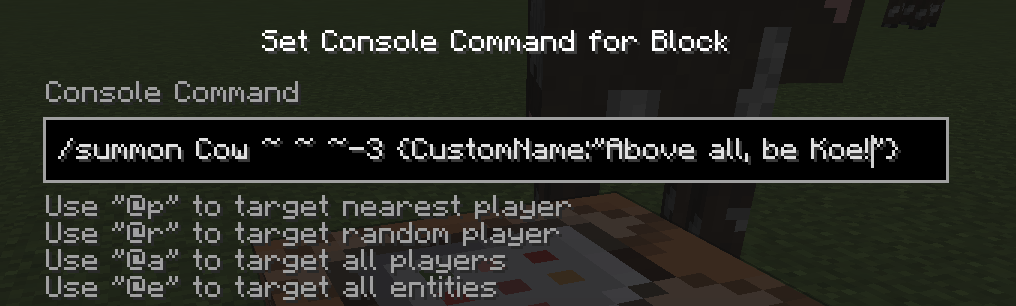 Set Console Command for Block
Console Command
/summon Cow ~ ~ ~-3 {CustomName:"Above all, be Koe!"}
Use "@p" to target nearest player
Use "@r" to target random player
Use "@a" to target all players
Use "@e" to target all entities